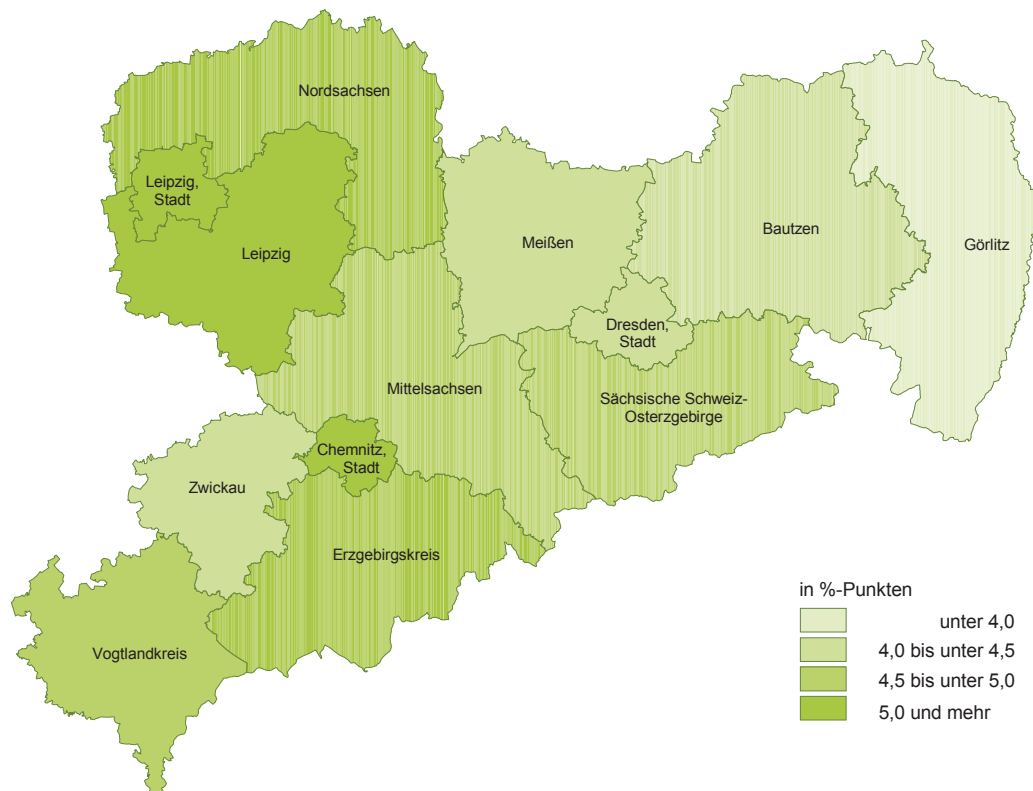 Nordsachsen
Leipzig,
Stadt
Leipzig
Meißen
Bautzen
Görlitz
Dresden,
Stadt
Mittelsachsen
Sächsische Schweiz-
Osterzgebirge
Chemnitz,
Stadt
Zwickau
Erzgebirgskreis
Vogtlandkreis
in %-Punkten
unter 4,0
4,0 bis unter 4,5
4,5 bis unter 5,0
5,0 und mehr